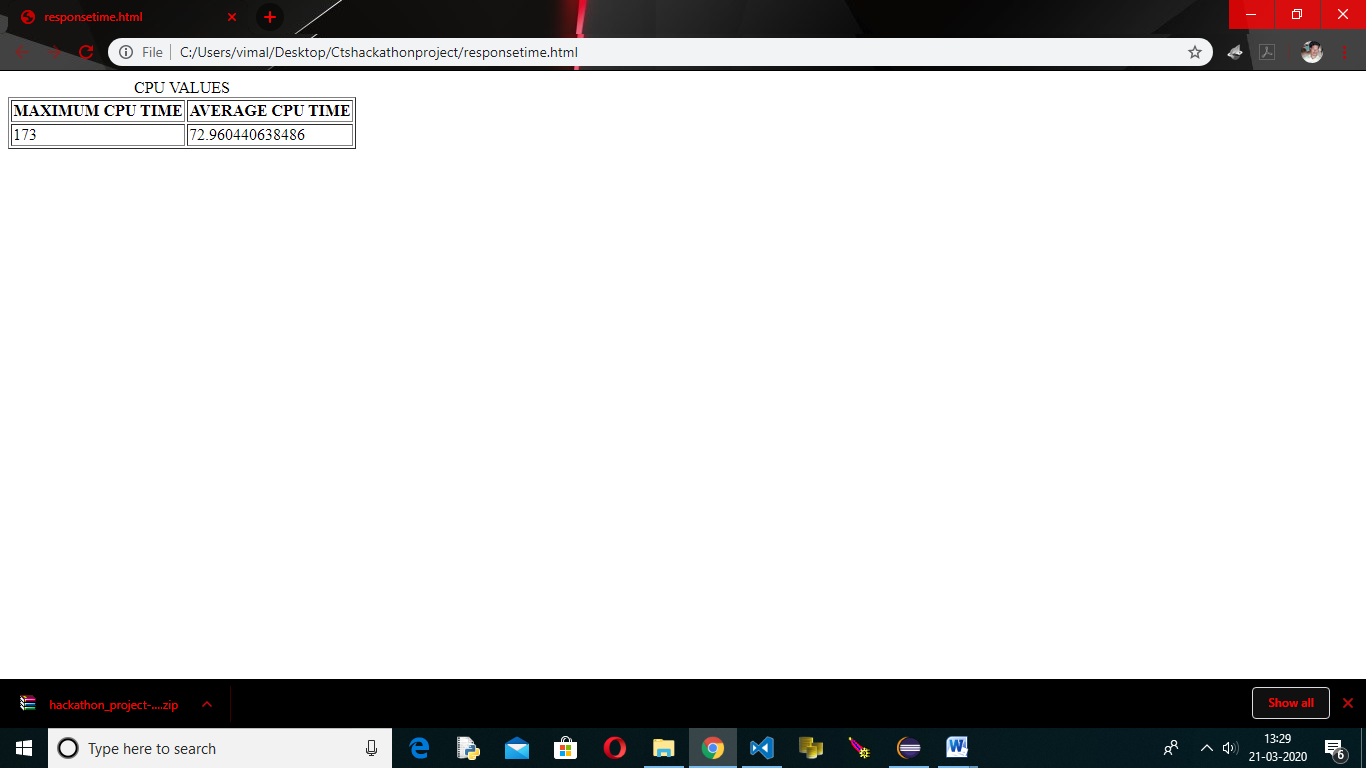 responsetime.html
File C:/Users/vimal/Desktop/Ctshackathonproject/responsetime.html
CPU VALUES
MAXIMUM CPU TIME AVERAGE CPU TIME
173 72.960440638486
hackathon_project-....zip Show all
Type here to search
13:29
21-03-2020
6